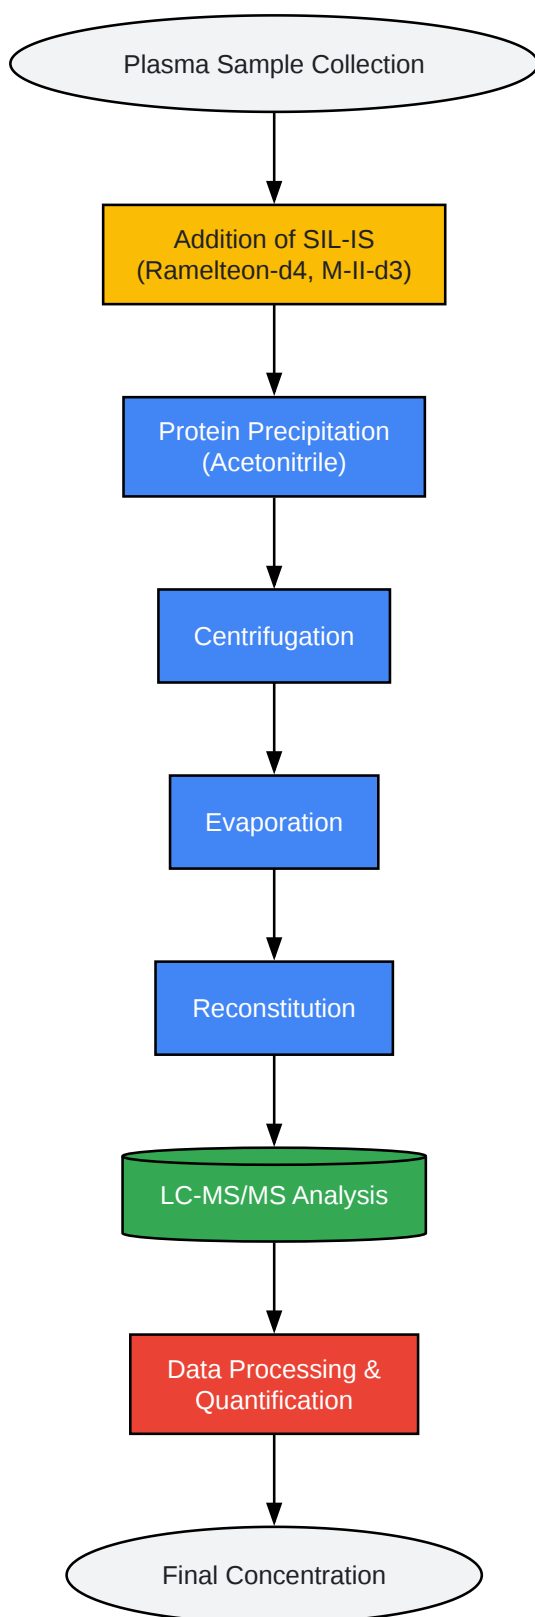 Plasma Sample Collection
Addition of SIL-IS
(Ramelteon-d4, M-II-d3)
Protein Precipitation
(Acetonitrile)
Centrifugation
Evaporation
Reconstitution
LC-MS/MS Analysis
Data Processing &
Quantification
Final Concentration